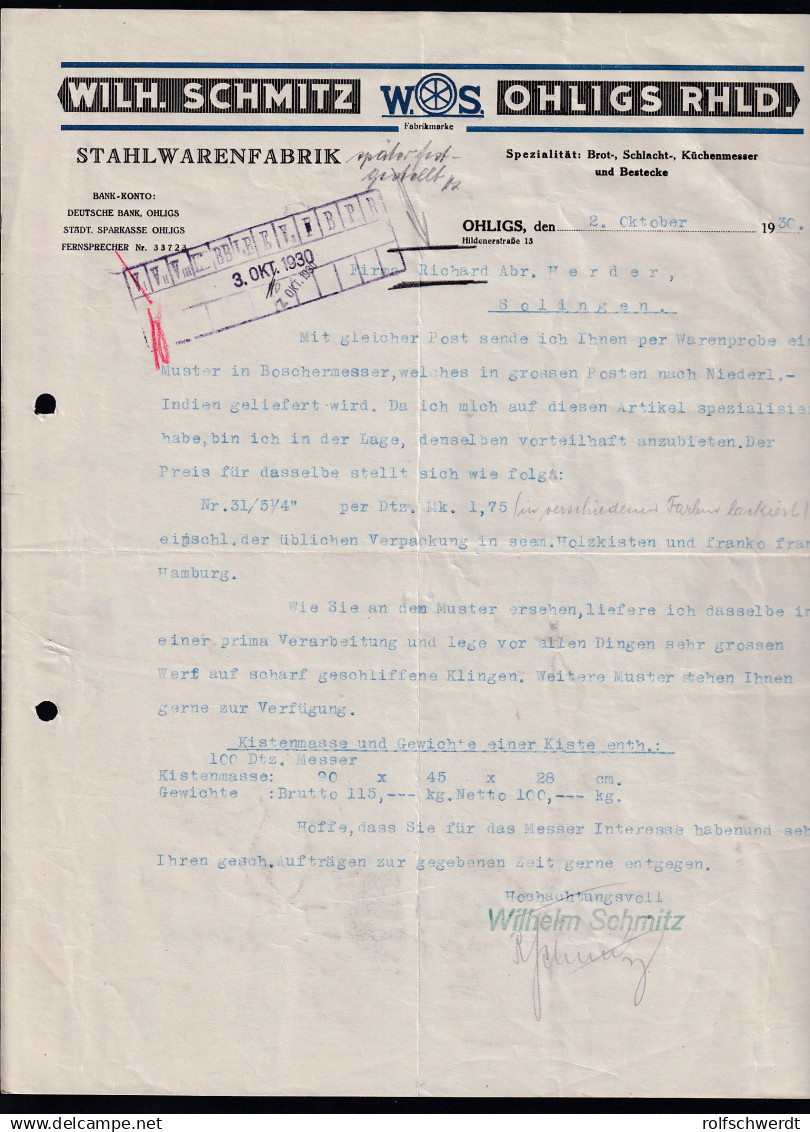 WILH. SCHMITZ W.S. OHLIGS RHLD.
Fabrikmarke
STAHLWARENFABRIK
später fest-
gestellt
Spezialität: Brot-, Schlacht-, Küchenmesser
und Bestecke
BANK-KONTO:
DEUTSCHE BANK, OHLIGS
STÄDT. SPARKASSE OHLIGS
FERNSPRECHER Nr. 33723
OHLIGS, den 2. Oktober 1930.
Hildenerstraße 13
3. OKT. 1930
OKT. 1930
Firma Richard Abr. Herder,
Solingen.
Mit gleicher Post sende ich Ihnen per Warenprobe ein
Muster in Boschermesser,welches in grossen Posten nach Niederl.-
Indien geliefert wird. Da ich mich auf diesen Artikel spezialisie
habe,bin ich in der Lage, denselben vorteilhaft anzubieten.Der
Preis für dasselbe stellt sich wie folgt:
Nr.31/5¼" per Dtz. Mk. 1,75 (in verschiedenen Farben lackiert)
einschl.der üblichen Verpackung in seem.Holzkisten und franko fran
Hamburg.
Wie Sie an dem Muster ersehen,liefere ich dasselbe in
einer prima Verarbeitung und lege vor allen Dingen sehr grossen
Wert auf scharf geschliffene Klingen. Weitere Muster stehen Ihnen
gerne zur Verfügung.
Kistenmasse und Gewichte einer Kiste enth.:
100 Dtz. Messer
Kistenmasse: x 45 x 28 cm.
Gewichte :Brutto 115,--- kg.Netto 100,--- kg.
Hoffe,dass Sie für das Messer Interesse habenund seh
Ihren gesch.Aufträgen zur gegebenen Zeit gerne entgegen.
Hochachtungsvoll
Wilhelm Schmitz
rolfschwerdt